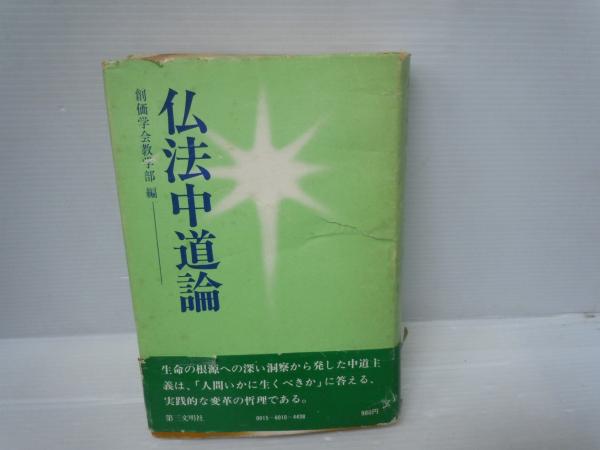 仏法中道論
創価学会教学部 編
生命の根源への深い洞察から発した中道主
義は、「人間いかに生くべきか」に答える、
実践的な変革の哲理である。
第三文明社 0015-6010-4438 980円